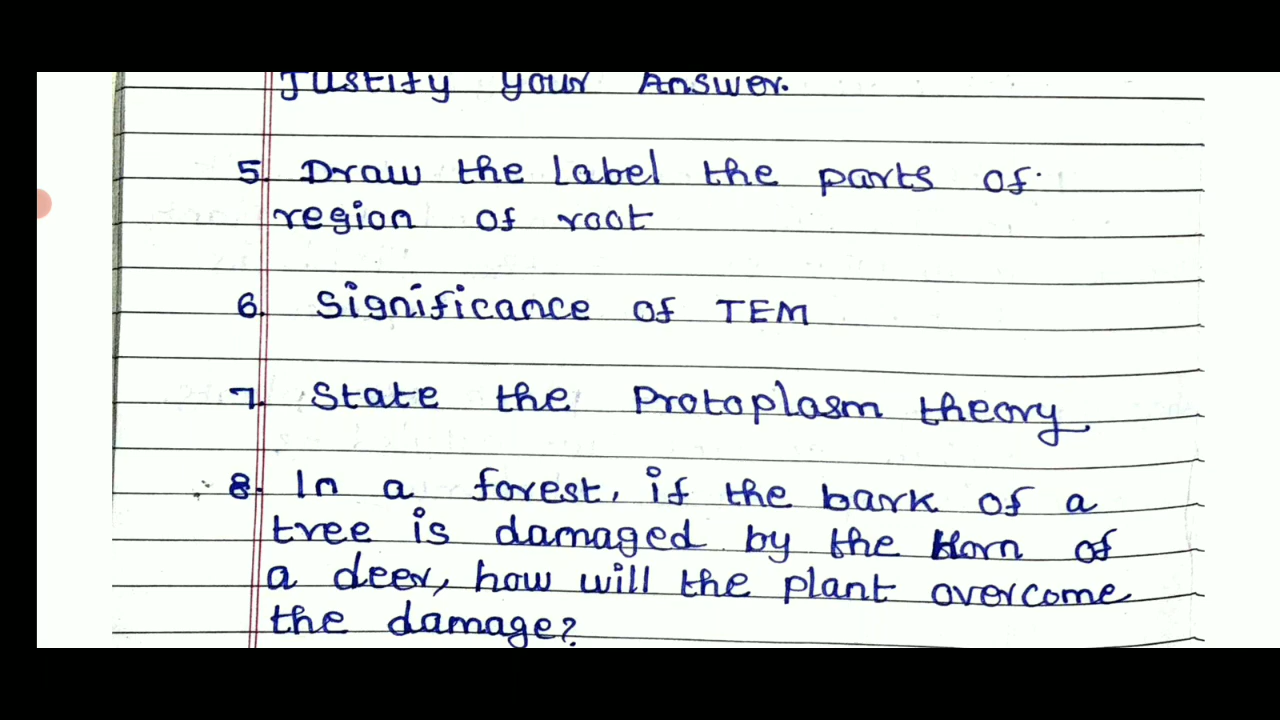 Justify your Answer.
5. Draw the Label the parts of
region of root
6. Significance of TEM
7. State the Protoplasm theory
8. In a forest, if the bark of a
tree is damaged by the Horn of
a deer, how will the plant overcome
the damage?